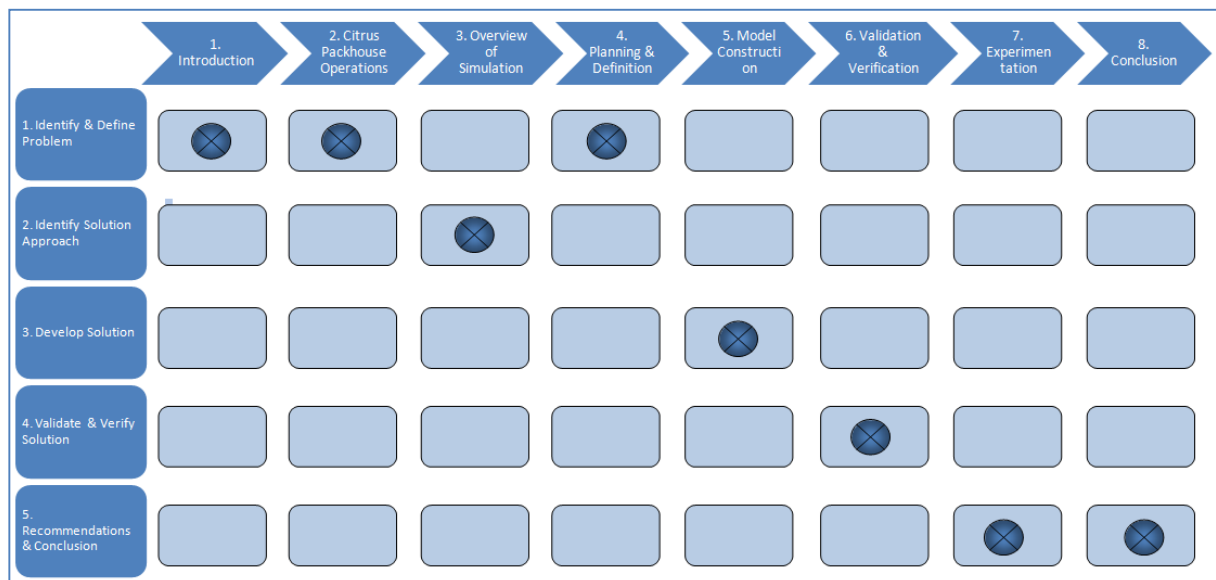 1.
Introduction
2. Citrus
Packhouse
Operations
3. Overview
of
Simulation
4.
Planning &
Definition
5. Model
Constructi
on
6. Validation
&
Verification
7.
Experimen
tation
8.
Conclusion
1. Identify & Define
Problem
2. Identify Solution
Approach
3. Develop Solution
4. Validate & Verify
Solution
5.
Recommendations
& Conclusion